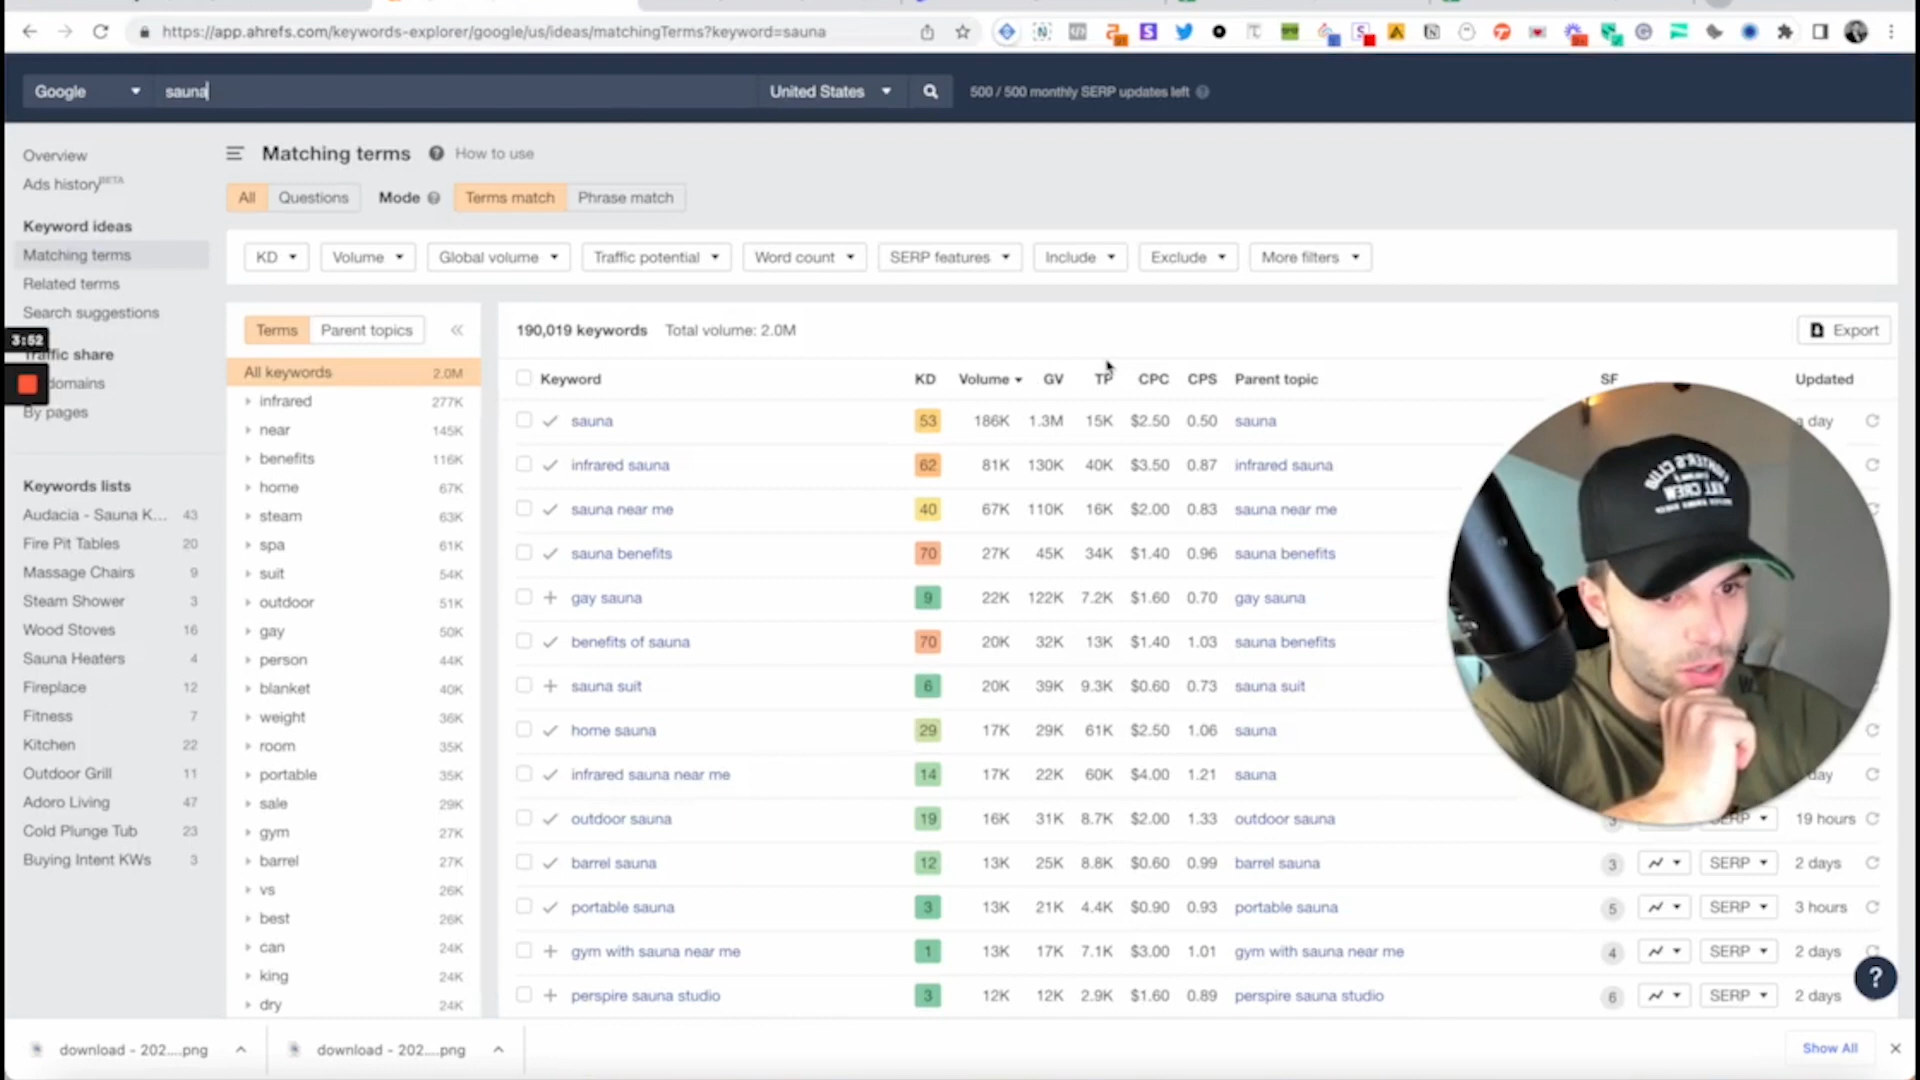 https://app.ahrefs.com/keywords-explorer/google/us/ideas/matchingTerms?keyword=sauna
Google
sauna
United States
500 / 500 monthly SERP updates left
Overview
Ads history BETA
Keyword ideas
Matching terms
Related terms
Search suggestions
3:52
Traffic share
domains
By pages
Keywords lists
Audacia - Sauna K... 43
Fire Pit Tables 20
Massage Chairs 9
Steam Shower 3
Wood Stoves 16
Sauna Heaters 4
Fireplace 12
Fitness 7
Kitchen 22
Outdoor Grill 11
Adoro Living 47
Cold Plunge Tub 23
Buying Intent KWs 3
Matching terms ? How to use
All Questions Mode ? Terms match Phrase match
KD Volume Global volume Traffic potential Word count SERP features Include Exclude More filters
Terms Parent topics
All keywords 2.0M
infrared 277K
near 145K
benefits 116K
home 67K
steam 63K
spa 61K
suit 54K
outdoor 51K
gay 50K
person 44K
blanket 40K
weight 36K
room 35K
portable 35K
sale 29K
gym 27K
barrel 27K
vs 26K
best 26K
can 24K
king 24K
dry 24K
190,019 keywords Total volume: 2.0M Export
Keyword KD Volume GV TP CPC CPS Parent topic SF Updated
sauna 53 186K 1.3M 15K $2.50 0.50 sauna a day
infrared sauna 62 81K 130K 40K $3.50 0.87 infrared sauna
sauna near me 40 67K 110K 16K $2.00 0.83 sauna near me
sauna benefits 70 27K 45K 34K $1.40 0.96 sauna benefits
gay sauna 9 22K 122K 7.2K $1.60 0.70 gay sauna
benefits of sauna 70 20K 32K 13K $1.40 1.03 sauna benefits
sauna suit 6 20K 39K 9.3K $0.60 0.73 sauna suit
home sauna 29 17K 29K 61K $2.50 1.06 sauna
infrared sauna near me 14 17K 22K 60K $4.00 1.21 sauna day
outdoor sauna 19 16K 31K 8.7K $2.00 1.33 outdoor sauna 3 SERP 19 hours
barrel sauna 12 13K 25K 8.8K $0.60 0.99 barrel sauna 3 SERP 2 days
portable sauna 3 13K 21K 4.4K $0.90 0.93 portable sauna 5 SERP 3 hours
gym with sauna near me 1 13K 17K 7.1K $3.00 1.01 gym with sauna near me 4 SERP 2 days
perspire sauna studio 3 12K 12K 2.9K $1.60 0.89 perspire sauna studio 6 SERP 2 days
?
download - 202....png
download - 202....png
Show All